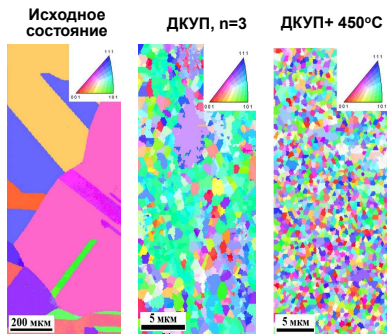 Исходное
состояние
ДКУП, n=3
ДКУП+ 450°C
111
001 101
111
001 101
111
001 101
200 мкм
5 мкм
5 мкм